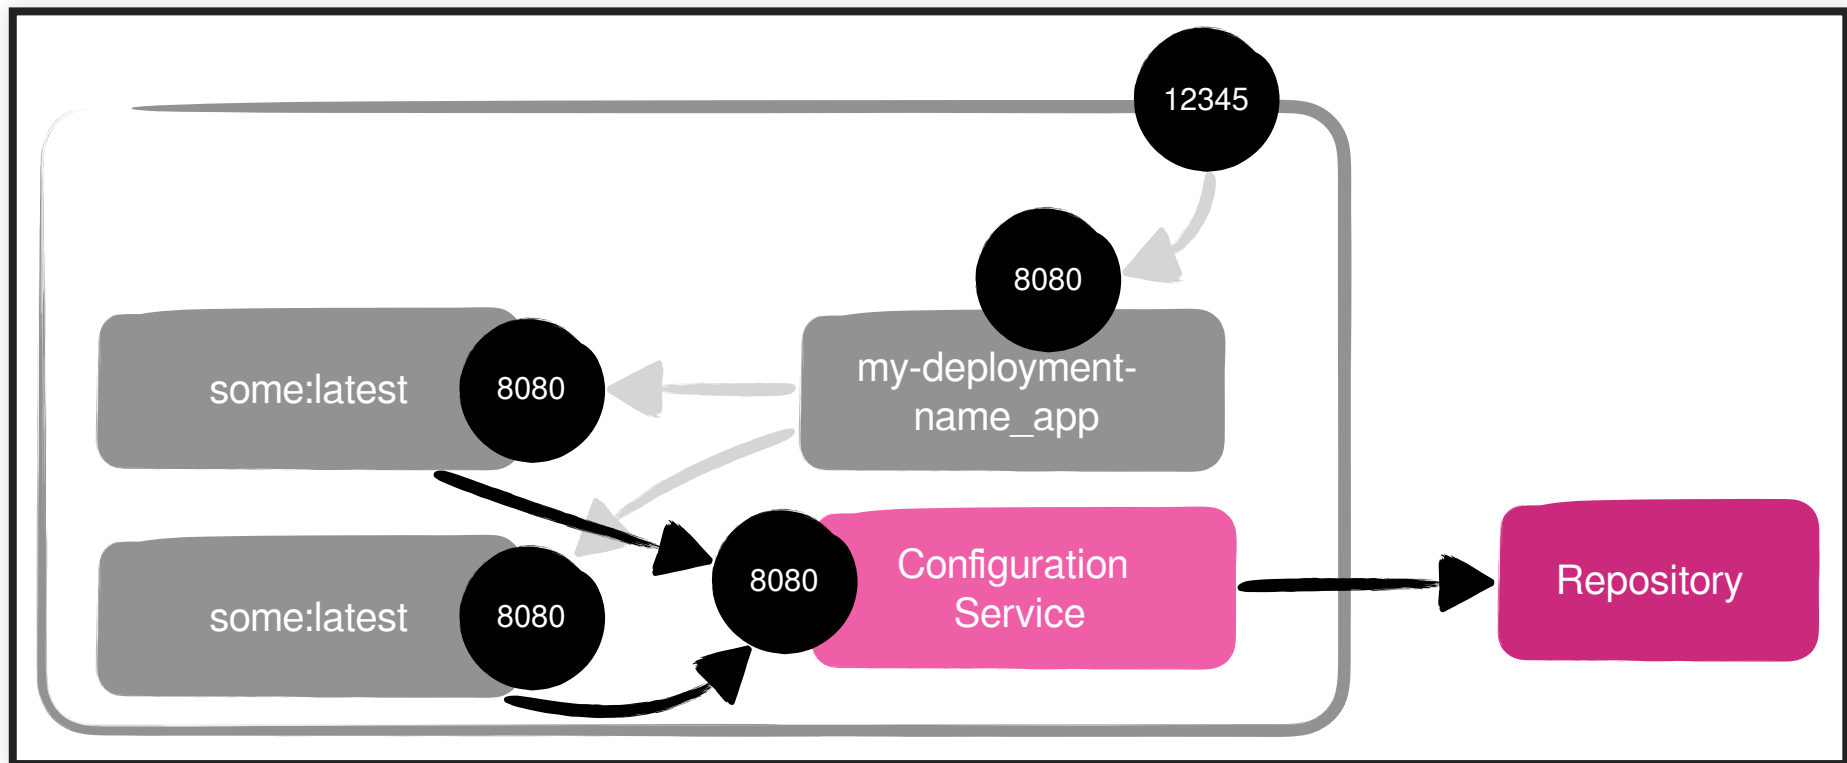 12345
8080
some:latest
8080
my-deployment-
name_app
8080
Configuration
Service
Repository
some:latest
8080